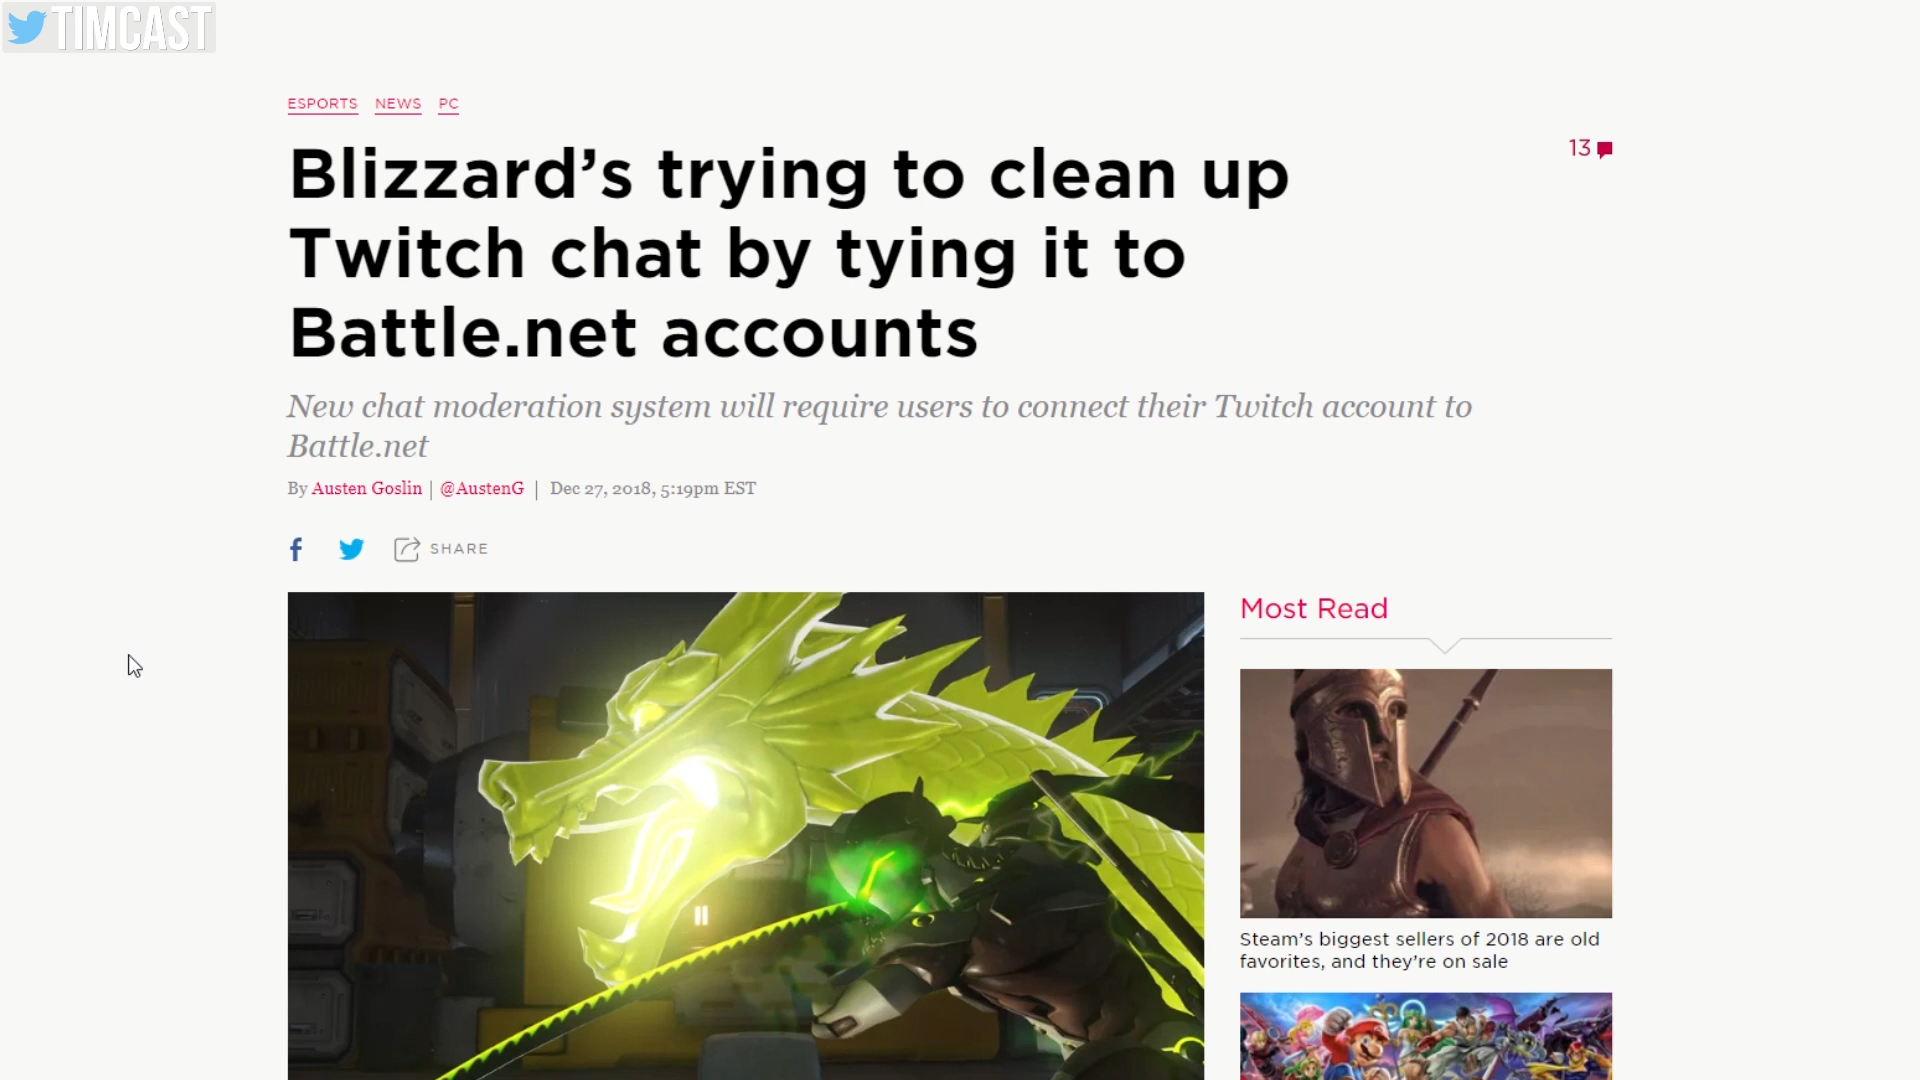 TIMCAST
ESPORTS NEWS PC
13
Blizzard’s trying to clean up
Twitch chat by tying it to
Battle.net accounts
New chat moderation system will require users to connect their Twitch account to
Battle.net
By Austen Goslin | @AustenG | Dec 27, 2018, 5:19pm EST
SHARE
Most Read
Steam’s biggest sellers of 2018 are old
favorites, and they’re on sale